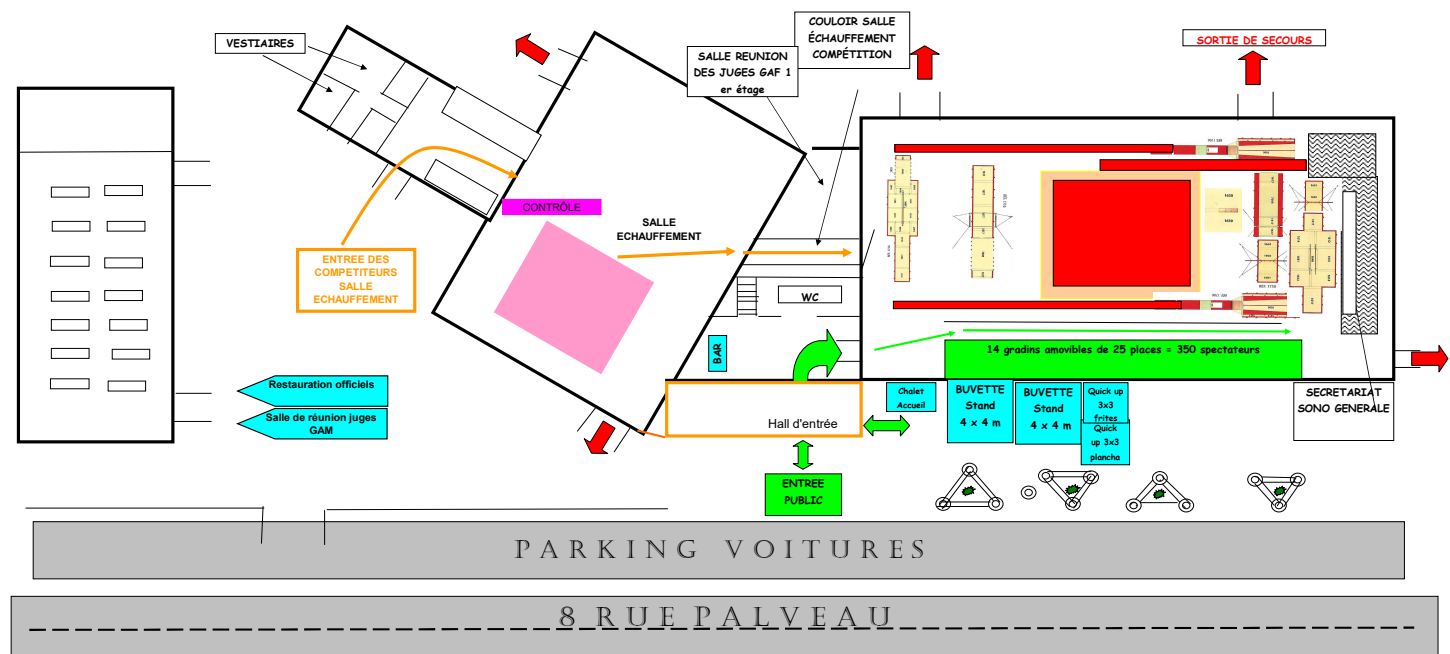 VESTIAIRES
COULOIR SALLE
ÉCHAUFFEMENT
COMPÉTITION
SALLE REUNION
DES JUGES GAF 1
er étage
SORTIE DE SECOURS
CONTRÔLE
SALLE
ECHAUFFEMENT
ENTREE DES
COMPETITEURS
SALLE
ECHAUFFEMENT
WC
BAR
14 gradins amovibles de 25 places = 350 spectateurs
Restauration officiels
Salle de réunion juges
GAM
Hall d'entrée
Chalet
Accueil
BUVETTE
Stand
4 x 4 m
BUVETTE
Stand
4 x 4 m
Quick up
3x3
frites
Quick
up 3x3
plancha
SECRETARIAT
SONO GENERALE
ENTREE
PUBLIC
PARKING VOITURES
8 RUE PALVEAU